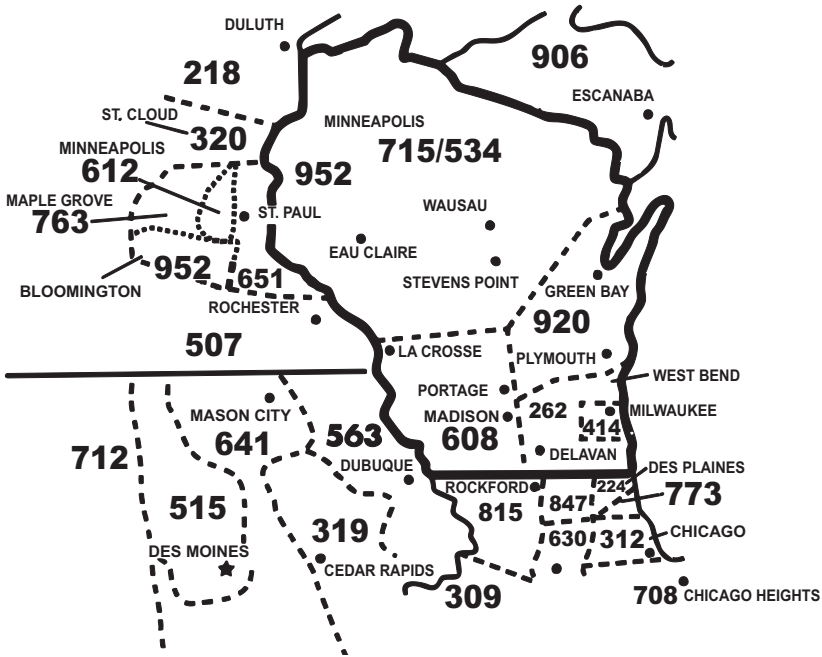 DULUTH
906
218
ESCANABA
ST. CLOUD
MINNEAPOLIS
320
MINNEAPOLIS
715/534
612
952
MAPLE GROVE
WAUSAU
763
ST. PAUL
EAU CLAIRE
952
651
STEVENS POINT
BLOOMINGTON
GREEN BAY
ROCHESTER
920
507
LA CROSSE
PLYMOUTH
WEST BEND
PORTAGE
262
MILWAUKEE
MASON CITY
MADISON
414
641
563
608
DELAVAN
712
DUBUQUE
DES PLAINES
ROCKFORD
224
773
515
815
847
319
630
312
CHICAGO
DES MOINES
CEDAR RAPIDS
309
708 CHICAGO HEIGHTS